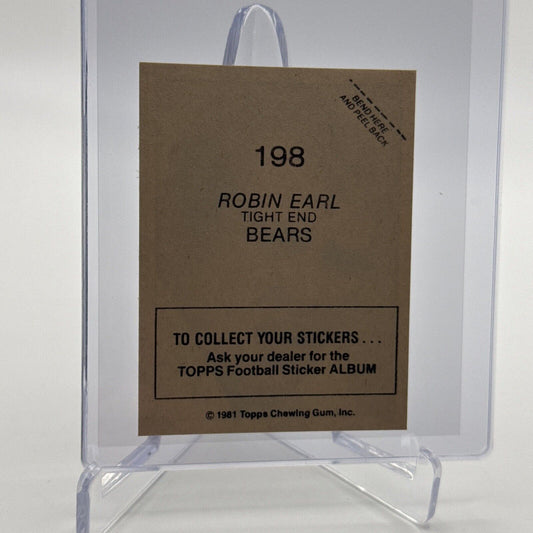 BEND HERE
AND PEEL BACK
198
ROBIN EARL
TIGHT END
BEARS
TO COLLECT YOUR STICKERS...
Ask your dealer for the
TOPPS Football Sticker ALBUM
© 1981 Topps Chewing Gum, Inc.